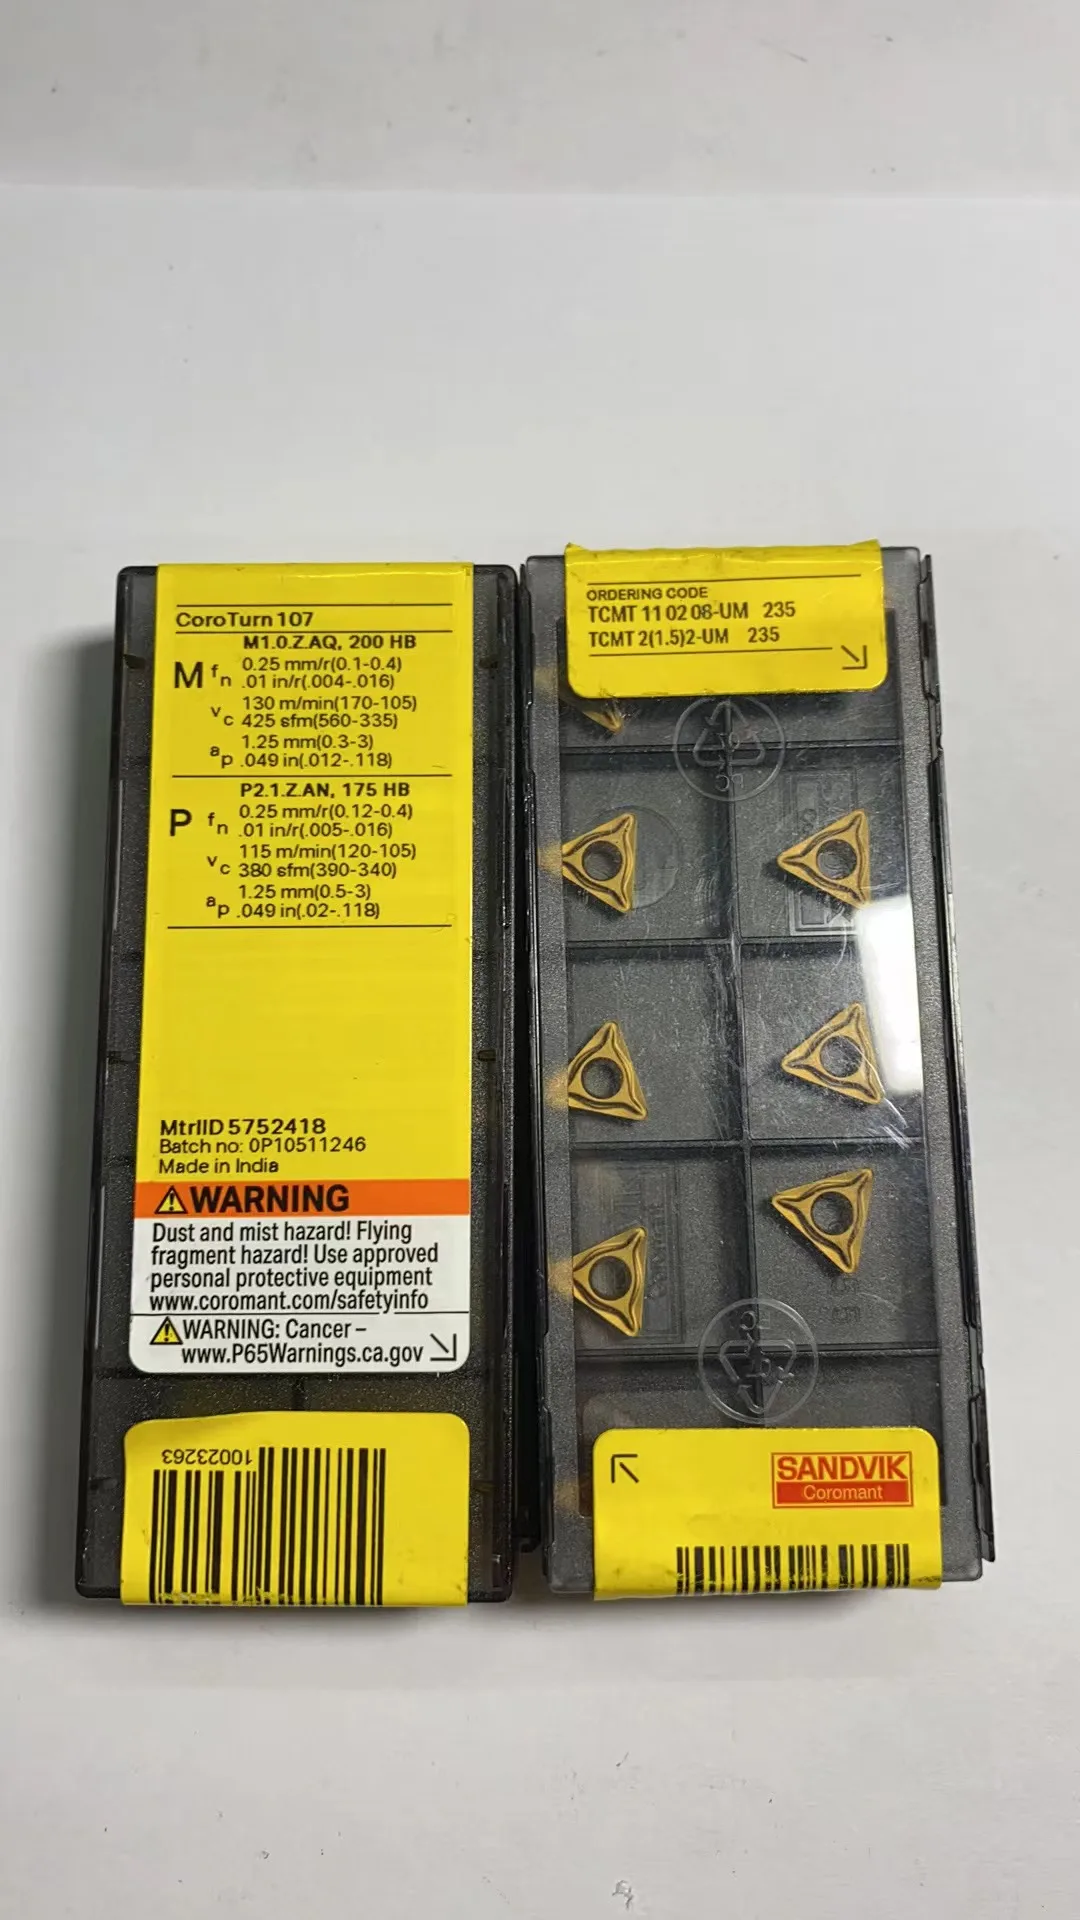 CoroTurn 107
M1.0.Z.AQ, 200 HB
M fn 0.25 mm/r(0.1-0.4)
.01 in/r(.004-.016)
vc 130 m/min(170-105)
425 sfm(560-335)
ap 1.25 mm(0.3-3)
.049 in(.012-.118)
P2.1.Z.AN, 175 HB
P fn 0.25 mm/r(0.12-0.4)
.01 in/r(.005-.016)
vc 115 m/min(120-105)
380 sfm(390-340)
ap 1.25 mm(0.5-3)
.049 in(.02-.118)
MtrlID 5752418
Batch no: 0P10511246
Made in India
WARNING
Dust and mist hazard! Flying
fragment hazard! Use approved
personal protective equipment
www.coromant.com/safetyinfo
WARNING: Cancer –
www.P65Warnings.ca.gov
10023263
ORDERING CODE
TCMT 11 02 08-UM 235
TCMT 2(1.5)2-UM 235
PC
PC
SANDVIK
Coromant